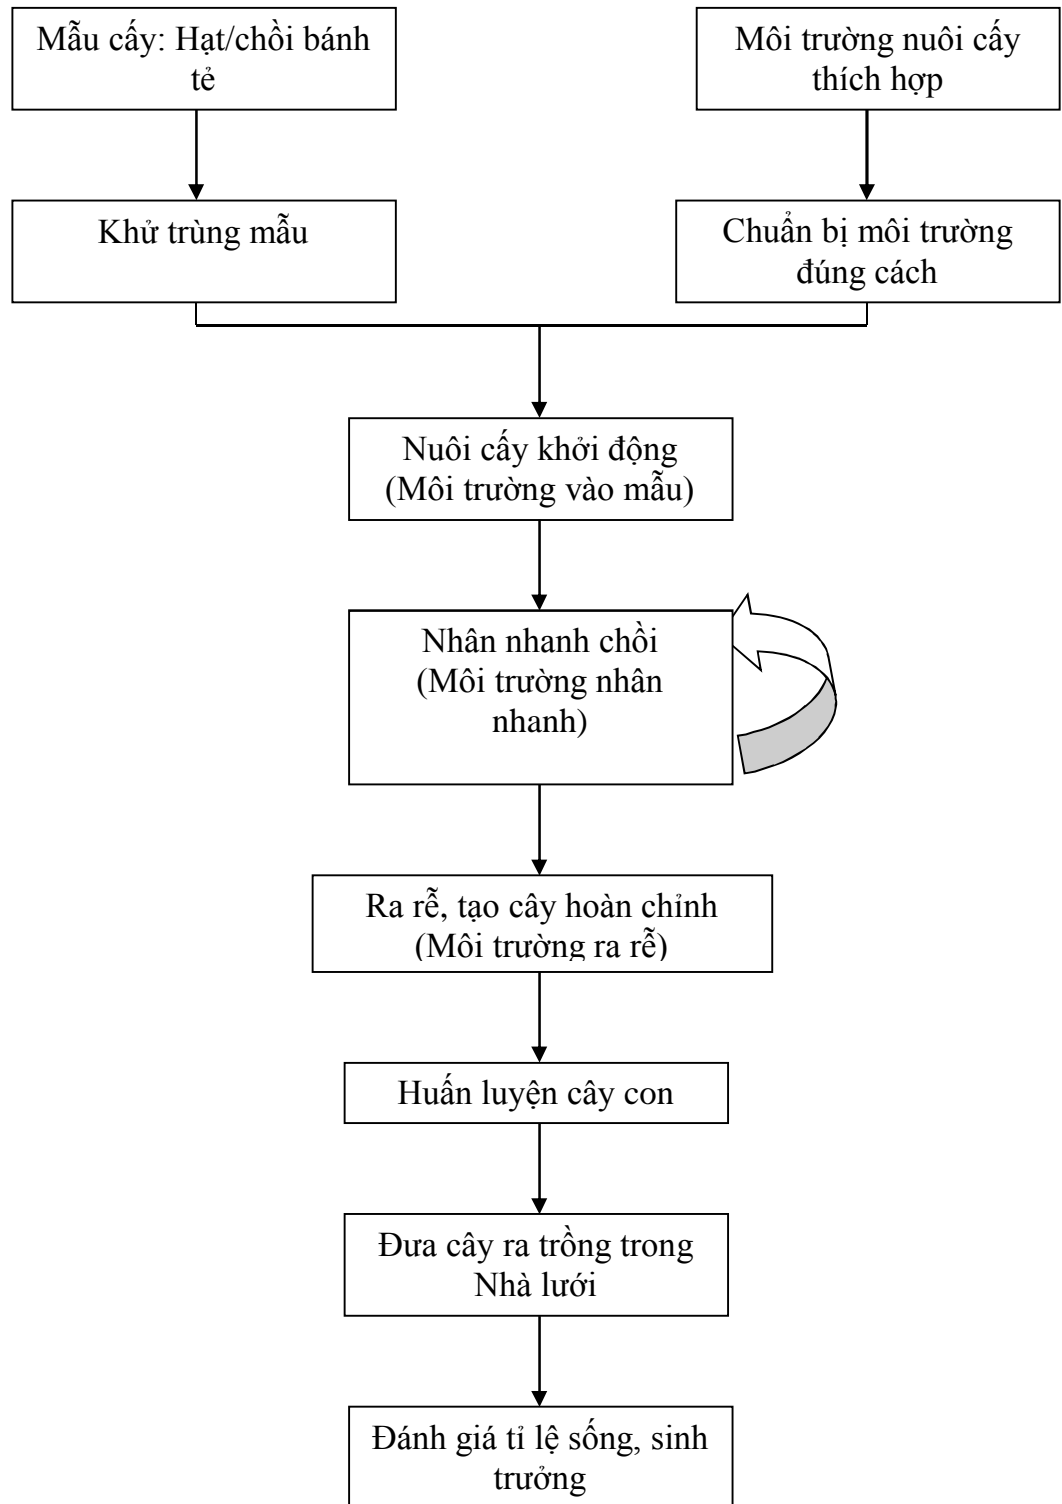 Mẫu cấy: Hạt/chồi bánh
tẻ
Môi trường nuôi cấy
thích hợp
Khử trùng mẫu
Chuẩn bị môi trường
đúng cách
Nuôi cấy khởi động
(Môi trường vào mẫu)
Nhân nhanh chồi
(Môi trường nhân
nhanh)
Ra rễ, tạo cây hoàn chỉnh
(Môi trường ra rễ)
Huấn luyện cây con
Đưa cây ra trồng trong
Nhà lưới
Đánh giá tỉ lệ sống, sinh
trưởng